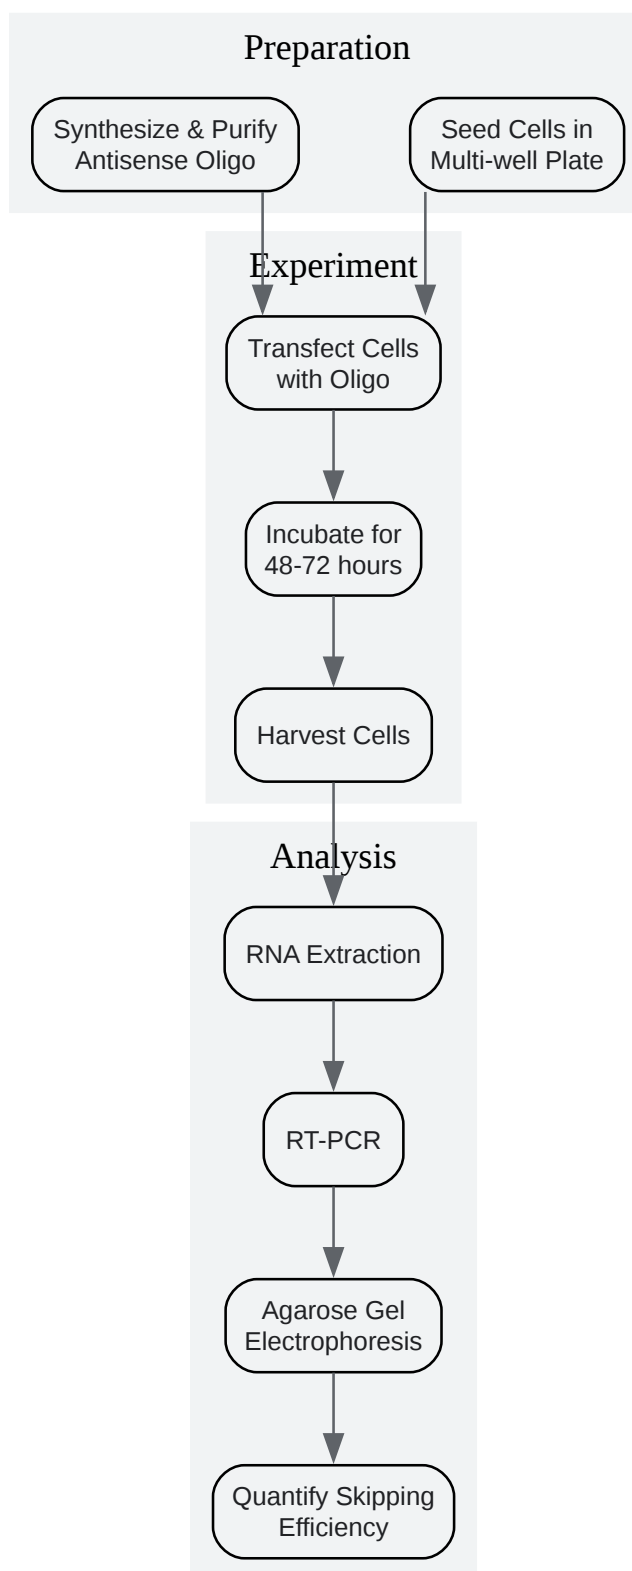 Preparation
Synthesize & Purify
Antisense Oligo
Seed Cells in
Multi-well Plate
Experiment
Transfect Cells
with Oligo
Incubate for
48-72 hours
Harvest Cells
Analysis
RNA Extraction
RT-PCR
Agarose Gel
Electrophoresis
Quantify Skipping
Efficiency